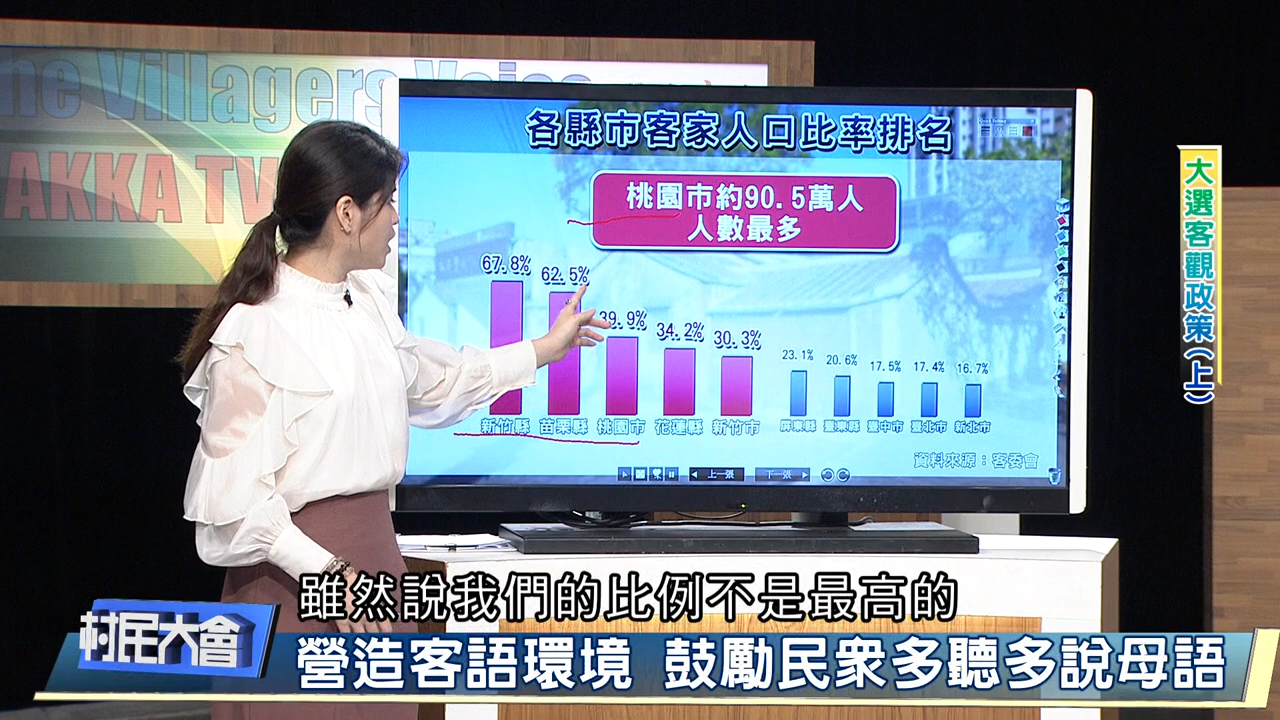 The Villagers Voice
HAKKA TV
各縣市客家人口比率排名
桃園市約90.5萬人
人數最多
67.8% 62.5% 39.9% 34.2% 30.3% 23.1% 20.6% 17.5% 17.4% 16.7%
新竹縣 苗栗縣 桃園市 花蓮縣 新竹市 屏東縣 臺東縣 臺中市 臺北市 新北市
資料來源：客委會
上一張 下一張
大選客觀政策(上)
雖然說我們的比例不是最高的
村民大會
營造客語環境 鼓勵民眾多聽多說母語